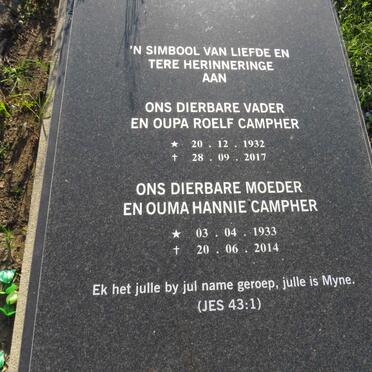 'N SIMBOOL VAN LIEFDE EN
TERE HERINNERINGE
AAN
ONS DIERBARE VADER
EN OUPA ROELF CAMPHER
★ 20 . 12 . 1932
† 28 . 09 . 2017
ONS DIERBARE MOEDER
EN OUMA HANNIE CAMPHER
★ 03 . 04 . 1933
† 20 . 06 . 2014
Ek het julle by jul name geroep, julle is Myne.
(JES 43:1)